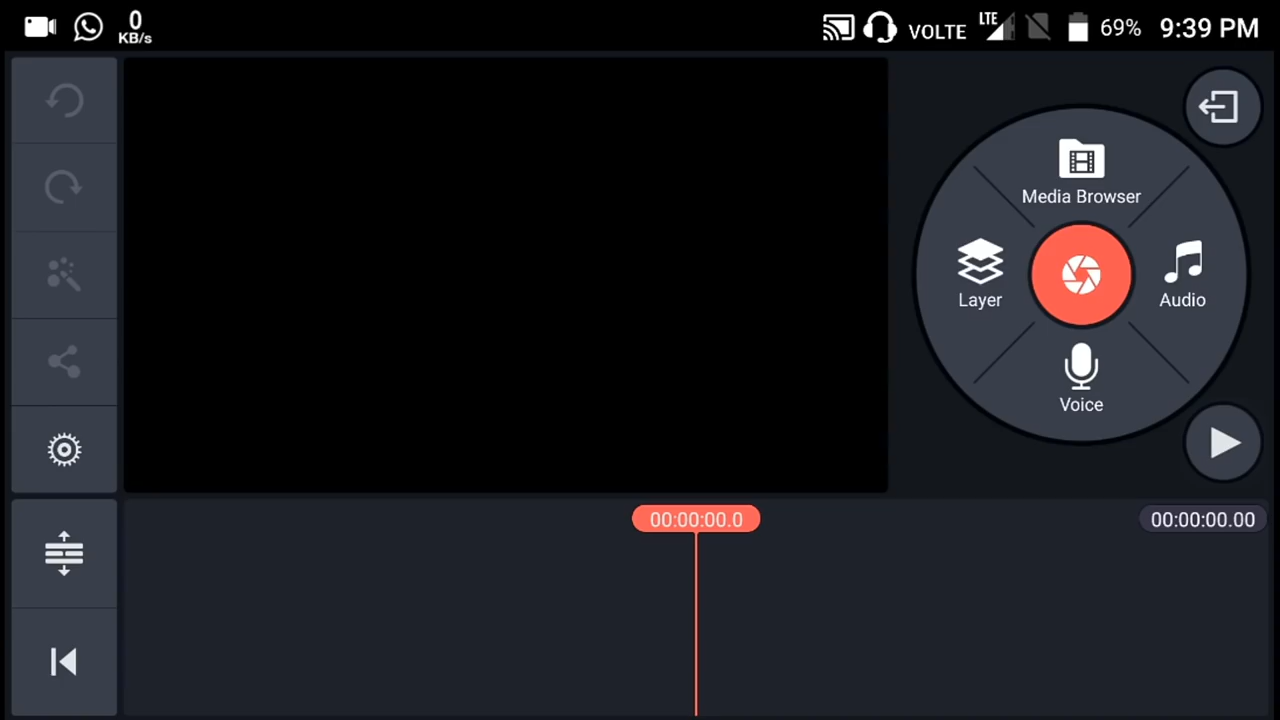 0
KB/s
VOLTE
LTE
69%
9:39 PM
Media Browser
Layer
Audio
Voice
00:00:00.0
00:00:00.00